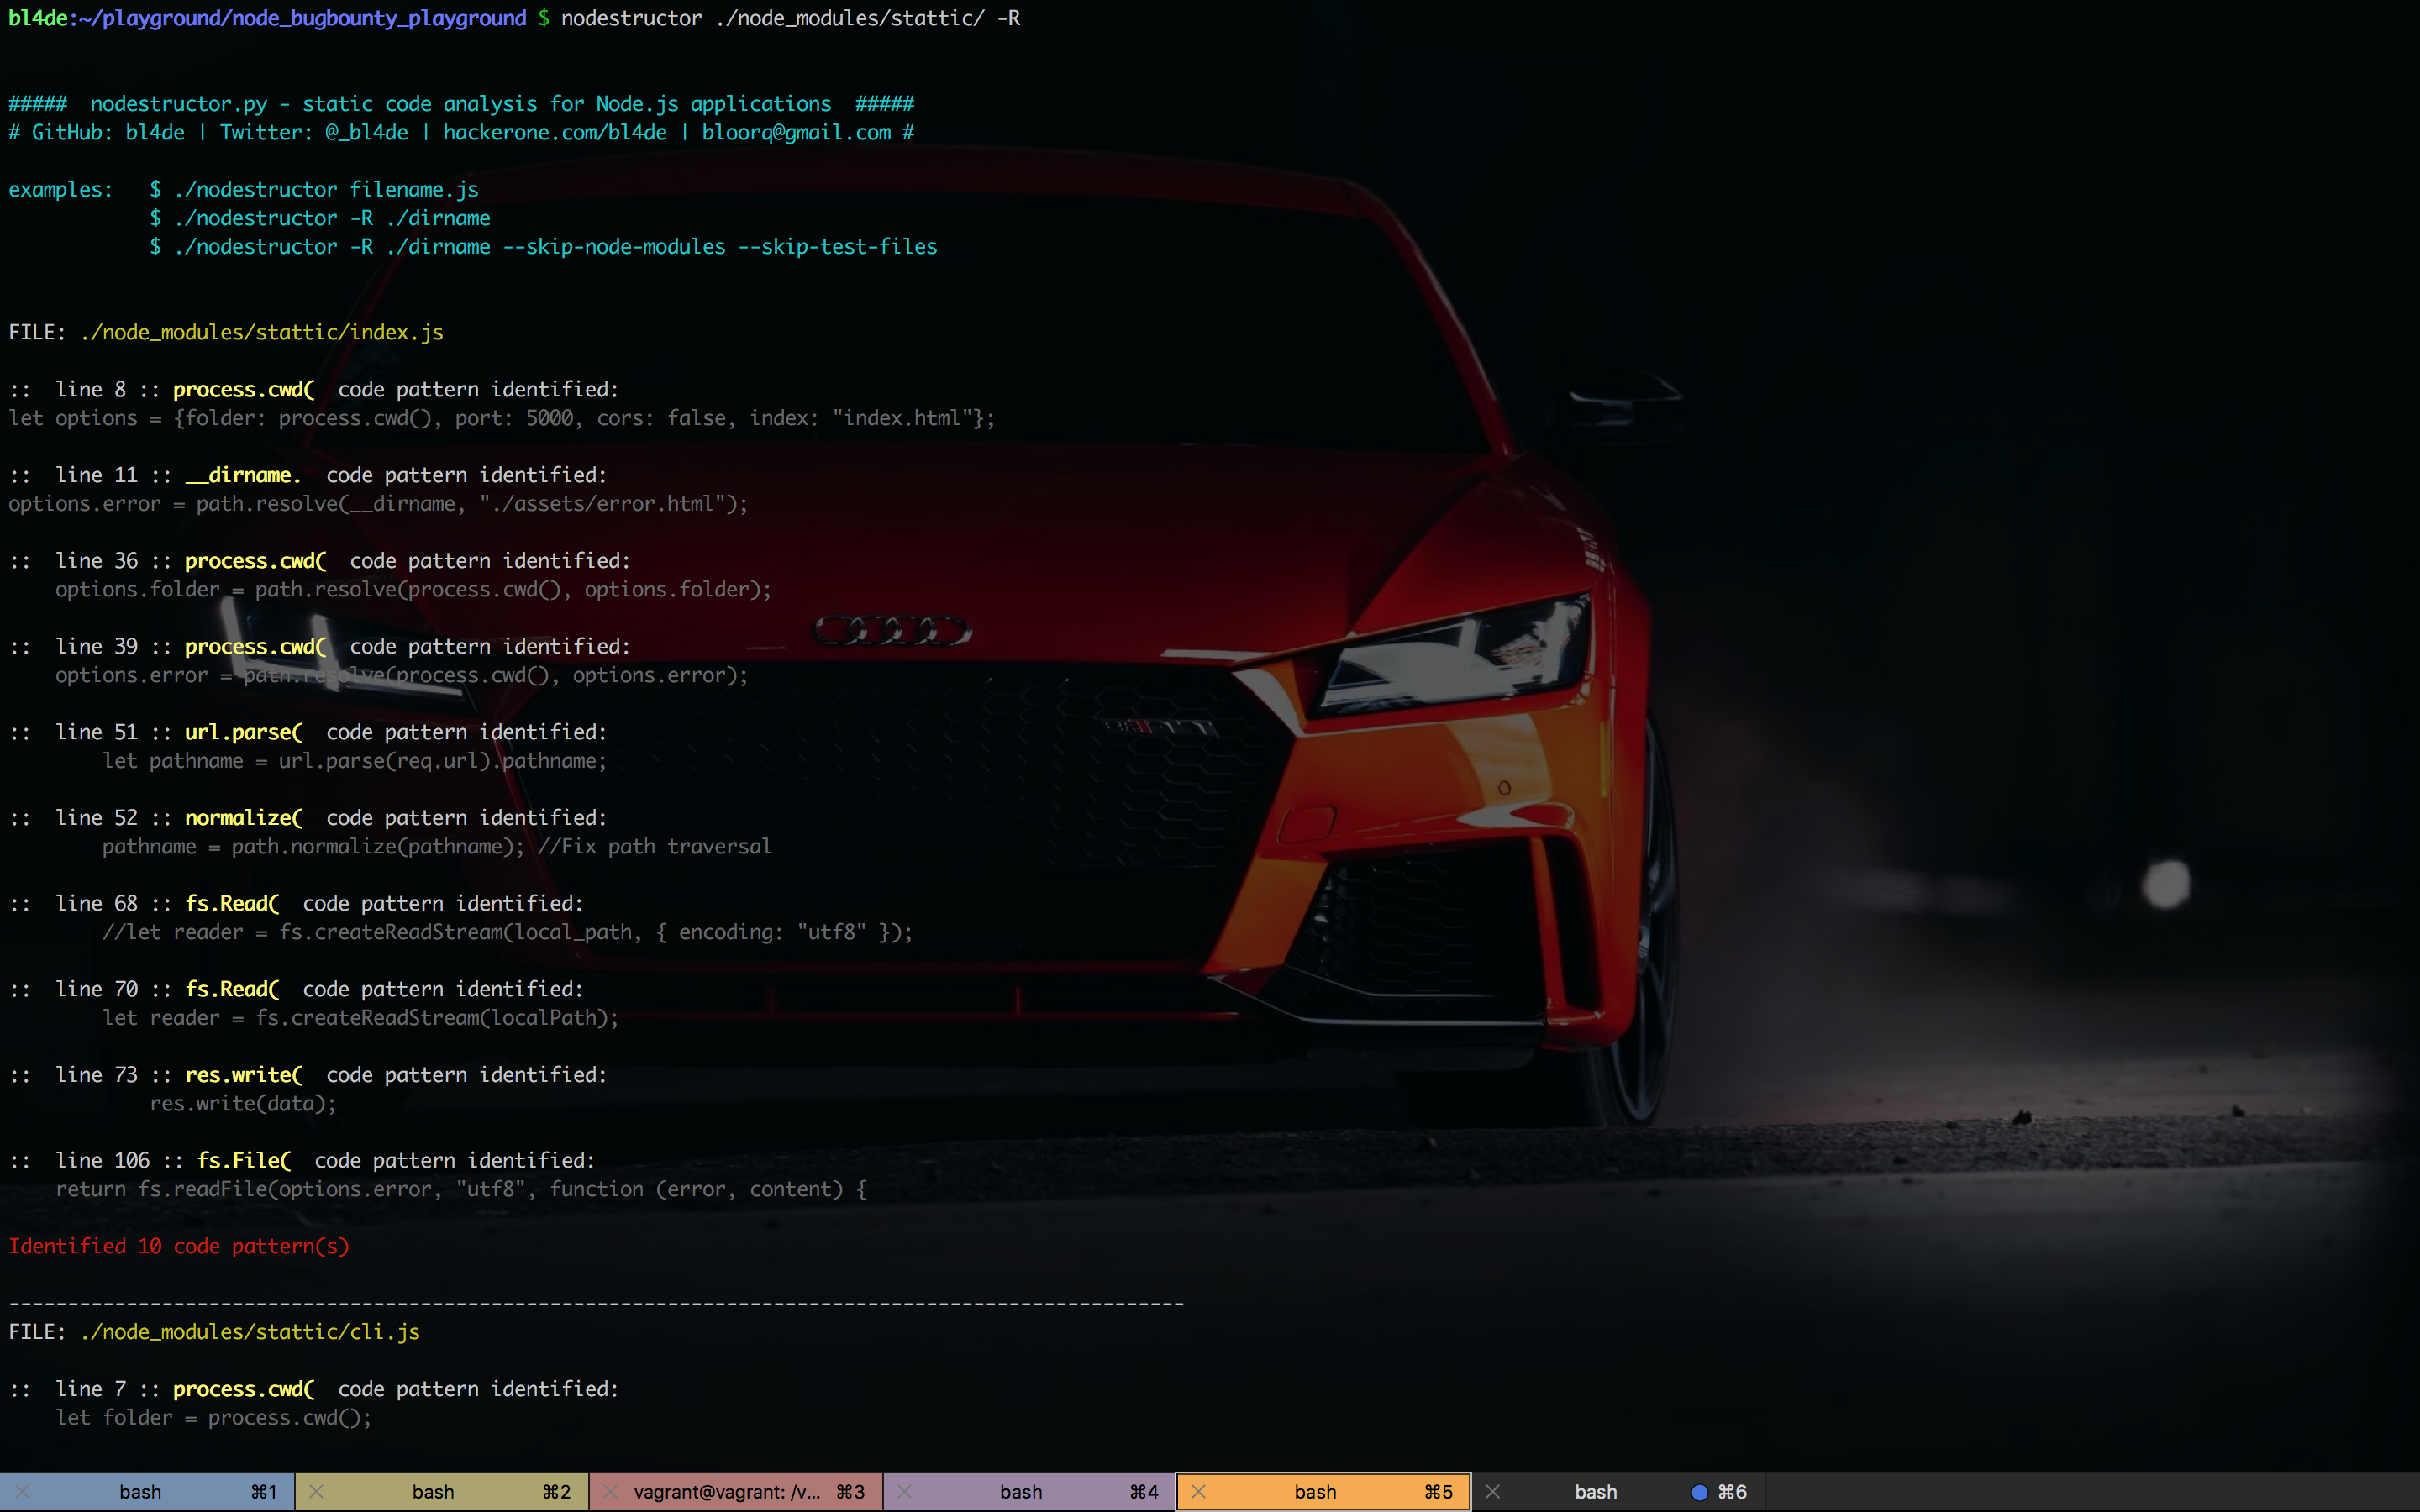 bl4de:~/playground/node_bugbounty_playground $ nodestructor ./node_modules/stattic/ -R
##### nodestructor.py - static code analysis for Node.js applications #####
# GitHub: bl4de | Twitter: @_bl4de | hackerone.com/bl4de | bloorq@gmail.com #
examples: $ ./nodestructor filename.js
$ ./nodestructor -R ./dirname
$ ./nodestructor -R ./dirname --skip-node-modules --skip-test-files
FILE: ./node_modules/stattic/index.js
:: line 8 :: process.cwd( code pattern identified:
let options = {folder: process.cwd(), port: 5000, cors: false, index: "index.html"};
:: line 11 :: __dirname. code pattern identified:
options.error = path.resolve(__dirname, "./assets/error.html");
:: line 36 :: process.cwd( code pattern identified:
options.folder = path.resolve(process.cwd(), options.folder);
:: line 39 :: process.cwd( code pattern identified:
options.error = path.resolve(process.cwd(), options.error);
:: line 51 :: url.parse( code pattern identified:
let pathname = url.parse(req.url).pathname;
:: line 52 :: normalize( code pattern identified:
pathname = path.normalize(pathname); //Fix path traversal
:: line 68 :: fs.Read( code pattern identified:
//let reader = fs.createReadStream(local_path, { encoding: "utf8" });
:: line 70 :: fs.Read( code pattern identified:
let reader = fs.createReadStream(localPath);
:: line 73 :: res.write( code pattern identified:
res.write(data);
:: line 106 :: fs.File( code pattern identified:
return fs.readFile(options.error, "utf8", function (error, content) {
Identified 10 code pattern(s)
----------------------------------------------------------------------------------------------------
FILE: ./node_modules/stattic/cli.js
:: line 7 :: process.cwd( code pattern identified:
let folder = process.cwd();
bash ⌘1 bash ⌘2 vagrant@vagrant: /v... ⌘3 bash ⌘4 bash ⌘5 bash ⌘6